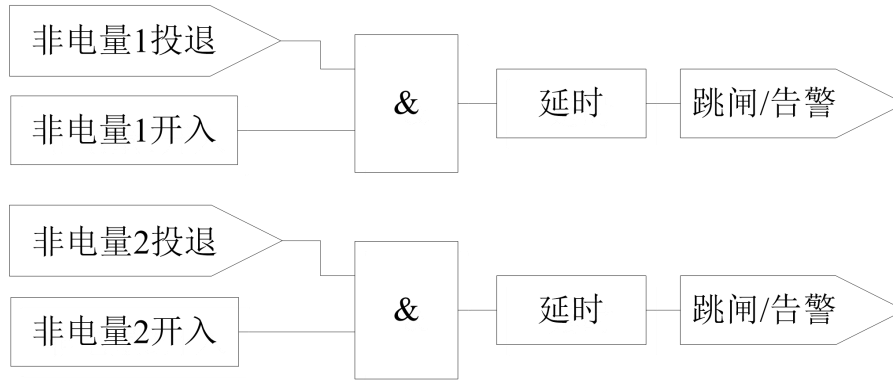 非电量1投退
非电量1开入
&
延时
跳闸/告警
非电量2投退
非电量2开入
&
延时
跳闸/告警